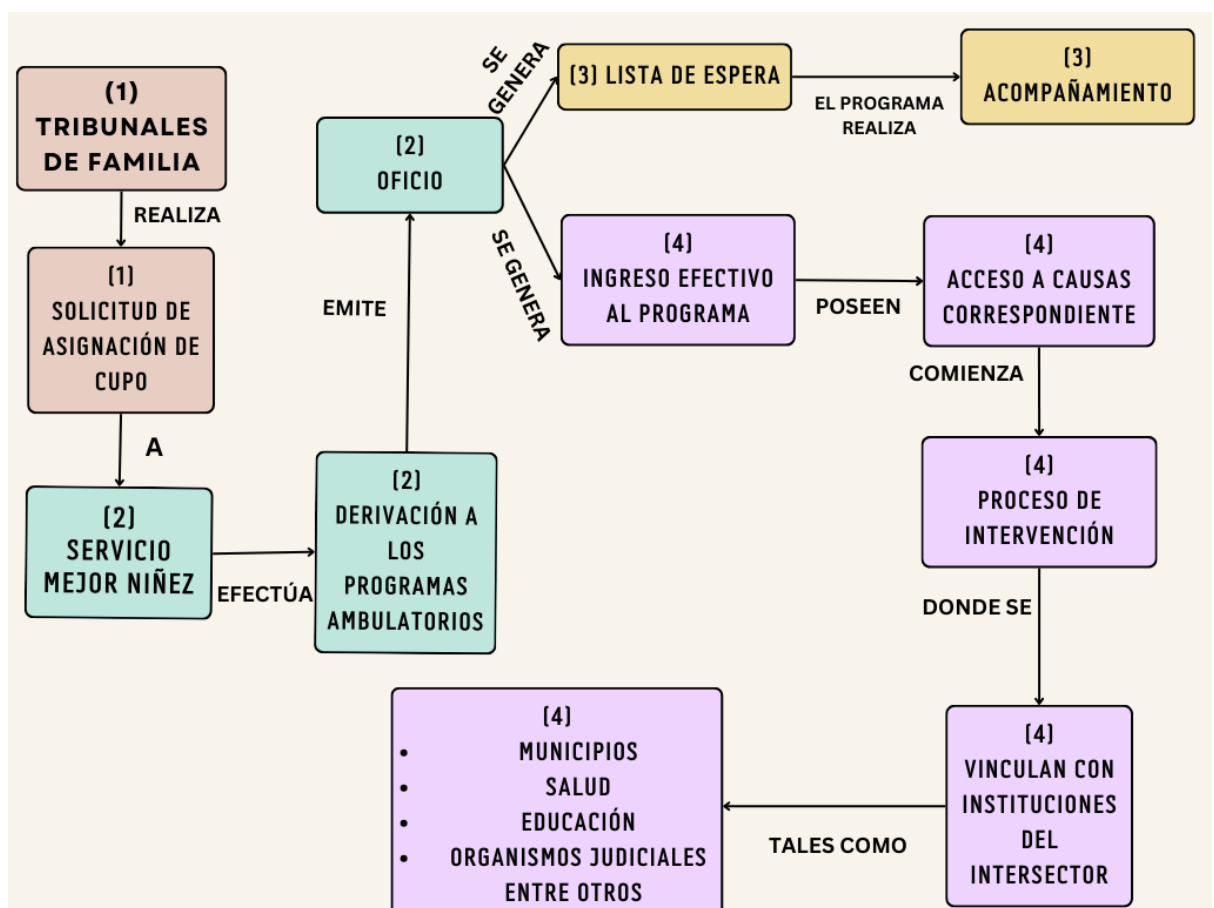 (1)
TRIBUNALES
DE FAMILIA
REALIZA
(1)
SOLICITUD DE
ASIGNACIÓN DE
CUPO
A
(2)
SERVICIO
MEJOR NIÑEZ
EFECTÚA
(2)
DERIVACIÓN A
LOS
PROGRAMAS
AMBULATORIOS
EMITE
(2)
OFICIO
SE
GENERA
(3) LISTA DE ESPERA
EL PROGRAMA
REALIZA
(3)
ACOMPAÑAMIENTO
SE GENERA
(4)
INGRESO EFECTIVO
AL PROGRAMA
POSEEN
(4)
ACCESO A CAUSAS
CORRESPONDIENTE
COMIENZA
(4)
PROCESO DE
INTERVENCIÓN
DONDE SE
(4)
VINCULAN CON
INSTITUCIONES
DEL
INTERSECTOR
TALES COMO
(4)
• MUNICIPIOS
• SALUD
• EDUCACIÓN
• ORGANISMOS JUDICIALES
ENTRE OTROS